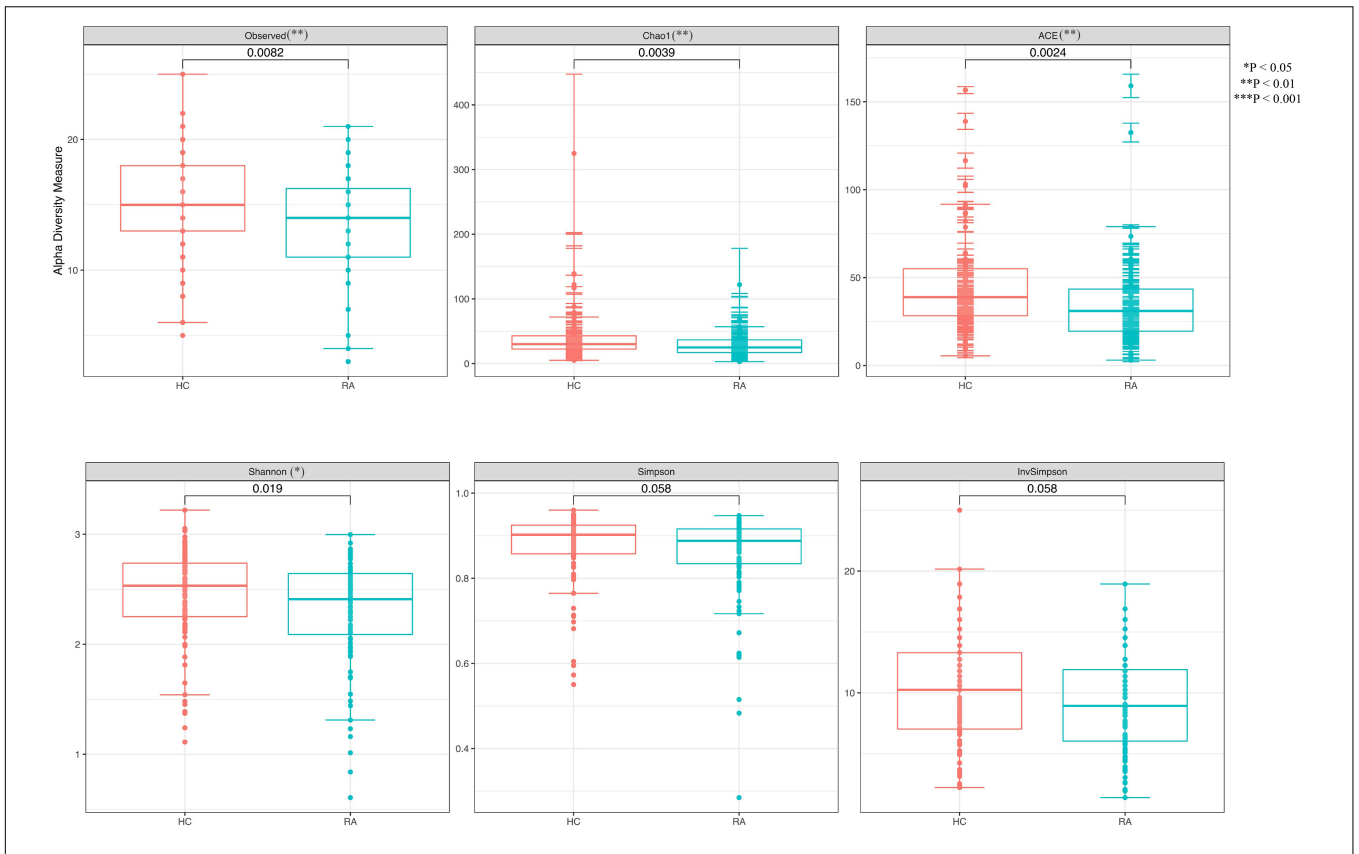 Observed(**)
0.0082
Alpha Diversity Measure
20
10
HC
RA
Chao1(**)
0.0039
400
300
200
100
0
HC
RA
ACE(**)
0.0024
150
100
50
0
HC
RA
*P < 0.05
**P < 0.01
***P < 0.001
Shannon (*)
0.019
3
2
1
HC
RA
Simpson
0.058
1.0
0.8
0.6
0.4
HC
RA
InvSimpson
0.058
20
10
HC
RA